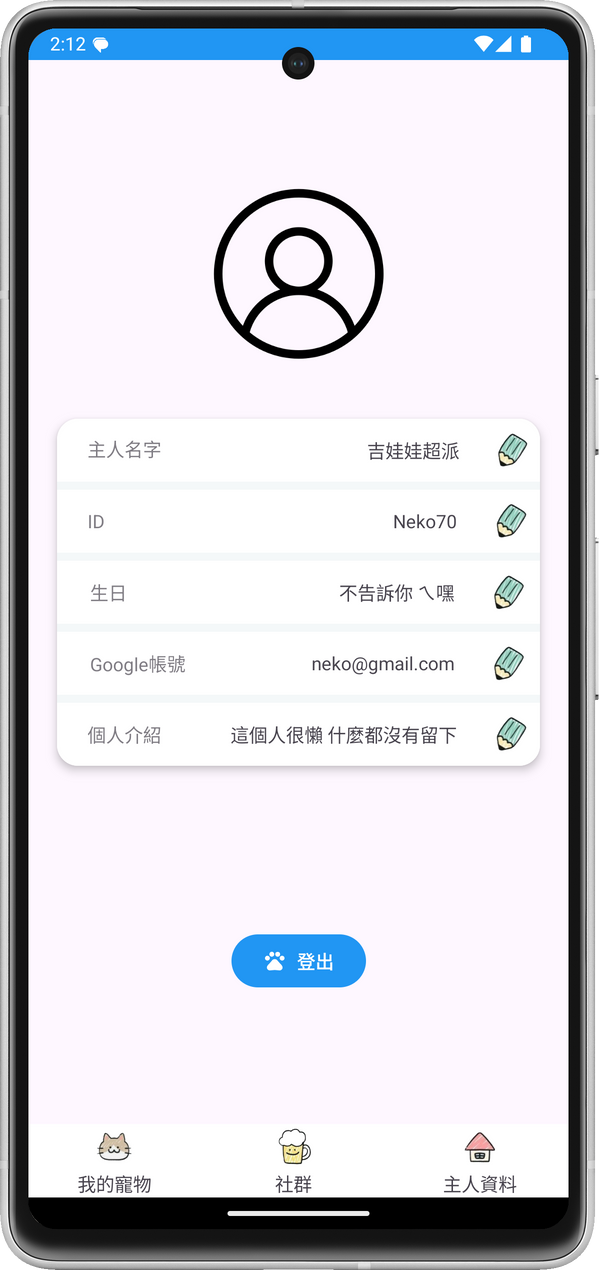 2:12
主人名字 吉娃娃超派
ID Neko70
生日 不告訴你 ㄟ嘿
Google帳號 neko@gmail.com
個人介紹 這個人很懶 什麼都沒有留下
登出
我的寵物 社群 主人資料